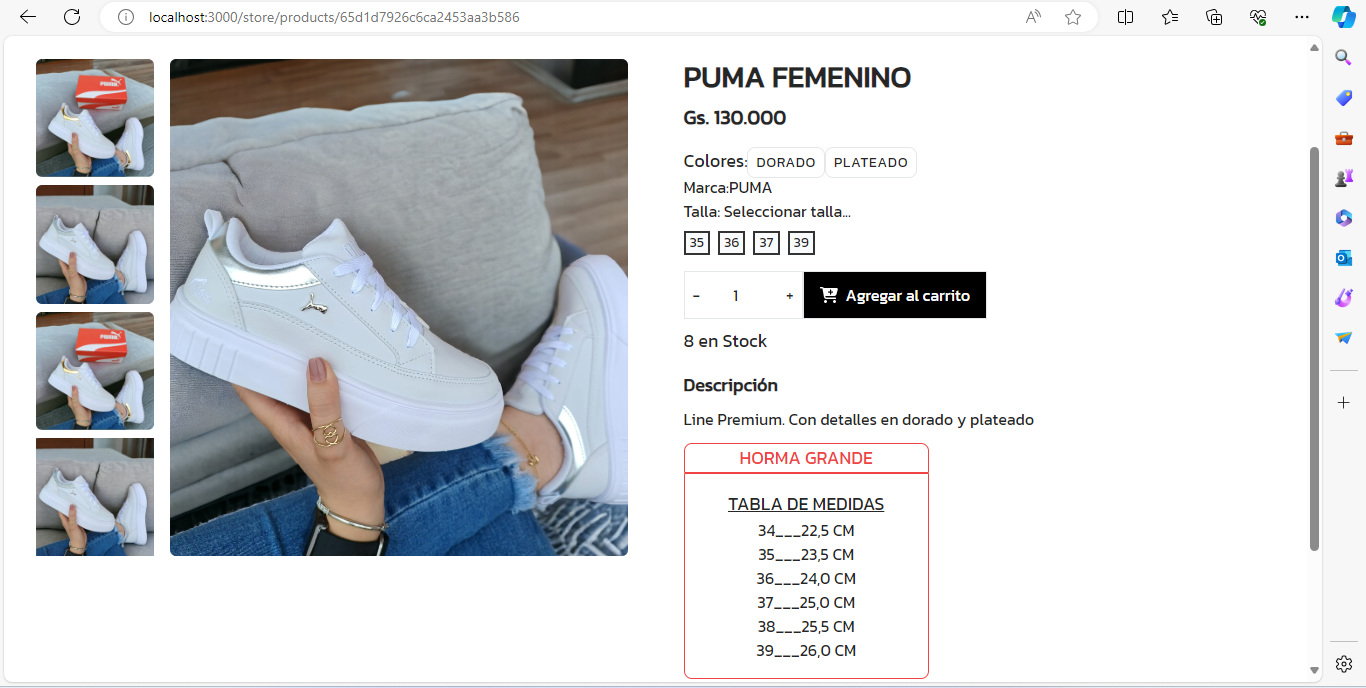 localhost:3000/store/products/65d1d7926c6ca2453aa3b586
PUMA
PUMA
PUMA FEMENINO
Gs. 130.000
Colores: DORADO PLATEADO
Marca:PUMA
Talla: Seleccionar talla...
35 36 37 39
- 1 + Agregar al carrito
8 en Stock
Descripción
Line Premium. Con detalles en dorado y plateado
HORMA GRANDE
TABLA DE MEDIDAS
34___22,5 CM
35___23,5 CM
36___24,0 CM
37___25,0 CM
38___25,5 CM
39___26,0 CM